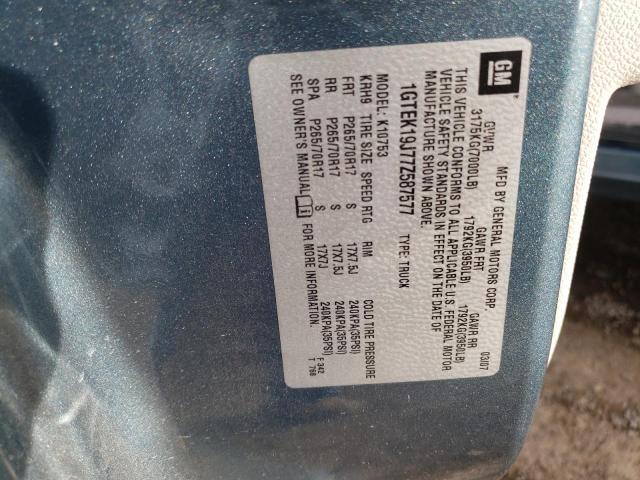 GM
MFD BY GENERAL MOTORS CORP 03/07
GVWR GAWR FRT GAWR RR
3175KG(7000LB) 1792KG(3950LB) 1792KG(3950LB)
THIS VEHICLE CONFORMS TO ALL APPLICABLE U.S. FEDERAL MOTOR
VEHICLE SAFETY STANDARDS IN EFFECT ON THE DATE OF
MANUFACTURE SHOWN ABOVE.
1GTEK19J77Z587577 TYPE: TRUCK
MODEL: K10753
KRH9 TIRE SIZE SPEED RTG RIM COLD TIRE PRESSURE
FRT P265/70R17 S 17X7.5J 240KPA(35PSI)
RR P265/70R17 S 17X7.5J 240KPA(35PSI)
SPA P265/70R17 S 17X7J 240KPA(35PSI)
SEE OWNER'S MANUAL FOR MORE INFORMATION. F 342
T 768